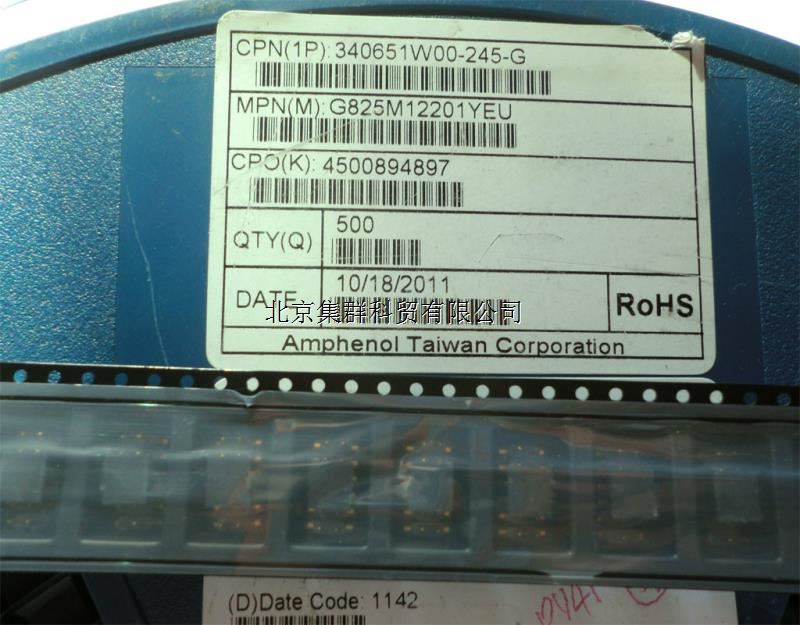 CPN(1P): 340651W00-245-G
MPN(M): G825M12201YEU
CPO(K): 4500894897
QTY(Q) 500
DATE 10/18/2011
北京集群科贸有限公司
RoHS
Amphenol Taiwan Corporation
(D)Date Code: 1142